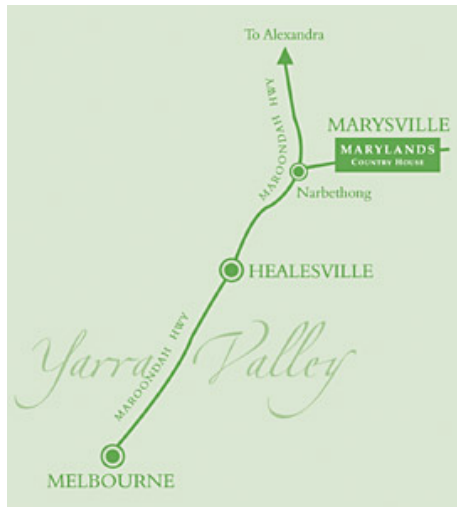 To Alexandra
MAROONDAH HWY
MARYSVILLE
MARYLANDS
COUNTRY HOUSE
Narbethong
HEALESVILLE
MAROONDAH HWY
Yarra Valley
MELBOURNE